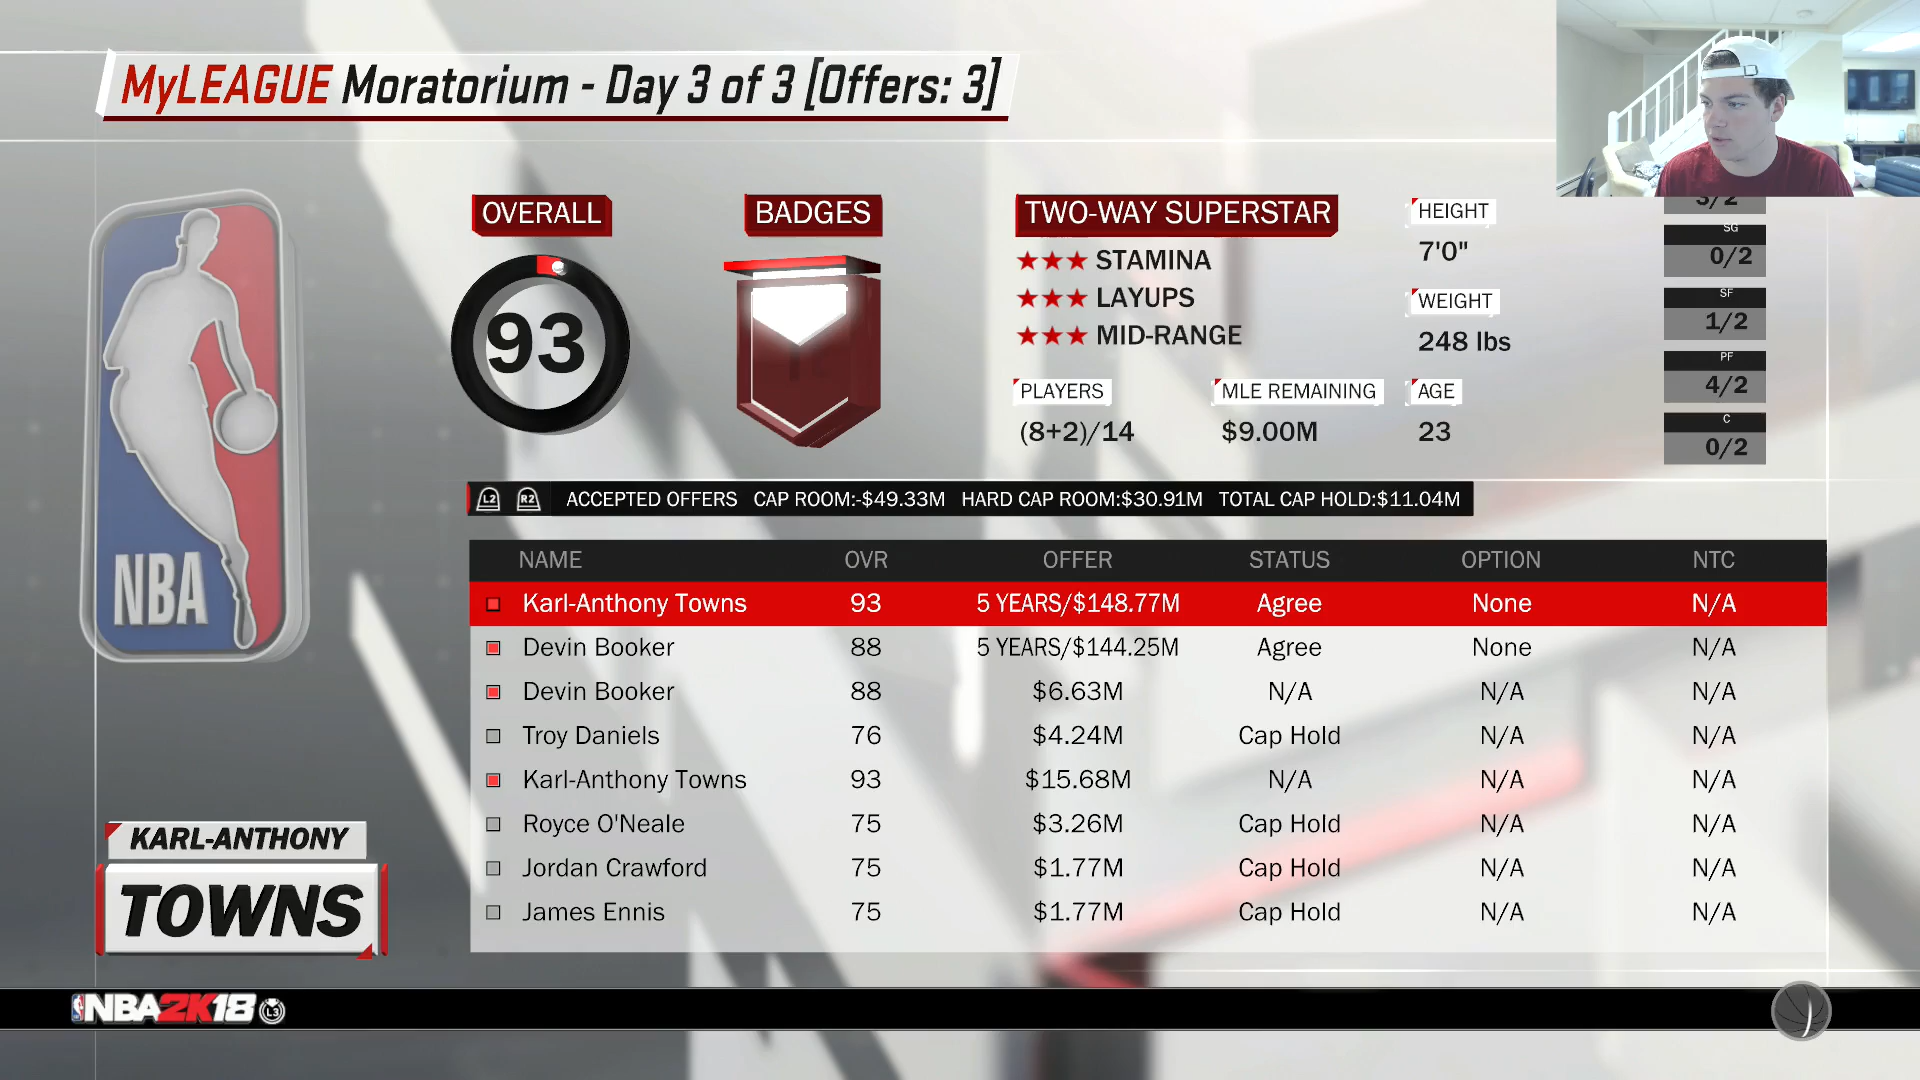 MyLEAGUE Moratorium - Day 3 of 3 [Offers: 3]
OVERALL
93
BADGES
TWO-WAY SUPERSTAR
★★★ STAMINA
★★★ LAYUPS
★★★ MID-RANGE
PLAYERS
(8+2)/14
MLE REMAINING
$9.00M
HEIGHT
7'0"
WEIGHT
248 lbs
AGE
23
3/2
SG
0/2
SF
1/2
PF
4/2
C
0/2
NBA
L2 R2 ACCEPTED OFFERS CAP ROOM:-$49.33M HARD CAP ROOM:$30.91M TOTAL CAP HOLD:$11.04M
NAME OVR OFFER STATUS OPTION NTC
Karl-Anthony Towns 93 5 YEARS/$148.77M Agree None N/A
Devin Booker 88 5 YEARS/$144.25M Agree None N/A
Devin Booker 88 $6.63M N/A N/A N/A
Troy Daniels 76 $4.24M Cap Hold N/A N/A
Karl-Anthony Towns 93 $15.68M N/A N/A N/A
Royce O'Neale 75 $3.26M Cap Hold N/A N/A
Jordan Crawford 75 $1.77M Cap Hold N/A N/A
James Ennis 75 $1.77M Cap Hold N/A N/A
KARL-ANTHONY
TOWNS
NBA2K18 L3